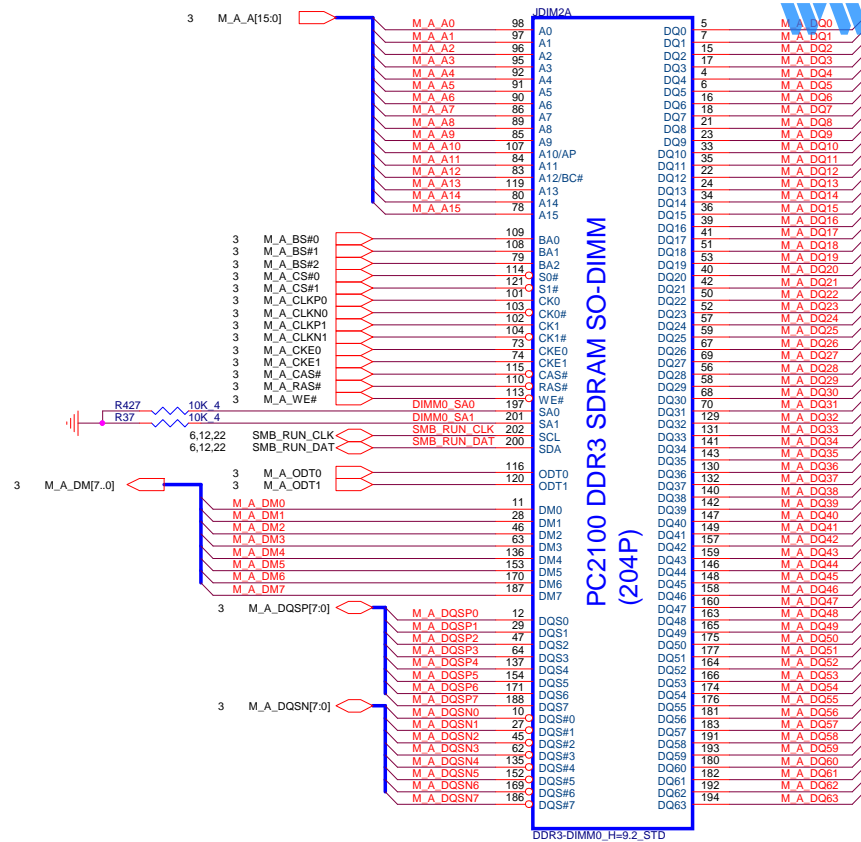 JDIM2A
3 M_A_A[15:0]
M_A_A0 98 A0
M_A_A1 97 A1
M_A_A2 96 A2
M_A_A3 95 A3
M_A_A4 92 A4
M_A_A5 91 A5
M_A_A6 90 A6
M_A_A7 86 A7
M_A_A8 89 A8
M_A_A9 85 A9
M_A_A10 107 A10/AP
M_A_A11 84 A11
M_A_A12 83 A12/BC#
M_A_A13 119 A13
M_A_A14 80 A14
M_A_A15 78 A15
3 M_A_BS#0 109 BA0
3 M_A_BS#1 108 BA1
3 M_A_BS#2 79 BA2
3 M_A_CS#0 114 S0#
3 M_A_CS#1 121 S1#
3 M_A_CLKP0 101 CK0
3 M_A_CLKN0 103 CK0#
3 M_A_CLKP1 102 CK1
3 M_A_CLKN1 104 CK1#
3 M_A_CKE0 73 CKE0
3 M_A_CKE1 74 CKE1
3 M_A_CAS# 115 CAS#
3 M_A_RAS# 110 RAS#
3 M_A_WE# 113 WE#
R427 10K_4 DIMM0_SA0 197 SA0
R37 10K_4 DIMM0_SA1 201 SA1
6,12,22 SMB_RUN_CLK SMB_RUN_CLK 202 SCL
6,12,22 SMB_RUN_DAT SMB_RUN_DAT 200 SDA
3 M_A_ODT0 116 ODT0
3 M_A_ODT1 120 ODT1
3 M_A_DM[7..0]
M_A_DM0 11 DM0
M_A_DM1 28 DM1
M_A_DM2 46 DM2
M_A_DM3 63 DM3
M_A_DM4 136 DM4
M_A_DM5 153 DM5
M_A_DM6 170 DM6
M_A_DM7 187 DM7
3 M_A_DQSP[7:0]
M_A_DQSP0 12 DQS0
M_A_DQSP1 29 DQS1
M_A_DQSP2 47 DQS2
M_A_DQSP3 64 DQS3
M_A_DQSP4 137 DQS4
M_A_DQSP5 154 DQS5
M_A_DQSP6 171 DQS6
M_A_DQSP7 188 DQS7
3 M_A_DQSN[7:0]
M_A_DQSN0 10 DQS#0
M_A_DQSN1 27 DQS#1
M_A_DQSN2 45 DQS#2
M_A_DQSN3 62 DQS#3
M_A_DQSN4 135 DQS#4
M_A_DQSN5 152 DQS#5
M_A_DQSN6 169 DQS#6
M_A_DQSN7 186 DQS#7
PC2100 DDR3 SDRAM SO-DIMM
(204P)
DQ0 5 M_A_DQ0
DQ1 7 M_A_DQ1
DQ2 15 M_A_DQ2
DQ3 17 M_A_DQ3
DQ4 4 M_A_DQ4
DQ5 6 M_A_DQ5
DQ6 16 M_A_DQ6
DQ7 18 M_A_DQ7
DQ8 21 M_A_DQ8
DQ9 23 M_A_DQ9
DQ10 33 M_A_DQ10
DQ11 35 M_A_DQ11
DQ12 22 M_A_DQ12
DQ13 24 M_A_DQ13
DQ14 34 M_A_DQ14
DQ15 36 M_A_DQ15
DQ16 39 M_A_DQ16
DQ17 41 M_A_DQ17
DQ18 51 M_A_DQ18
DQ19 53 M_A_DQ19
DQ20 40 M_A_DQ20
DQ21 42 M_A_DQ21
DQ22 50 M_A_DQ22
DQ23 52 M_A_DQ23
DQ24 57 M_A_DQ24
DQ25 59 M_A_DQ25
DQ26 67 M_A_DQ26
DQ27 69 M_A_DQ27
DQ28 56 M_A_DQ28
DQ29 58 M_A_DQ29
DQ30 68 M_A_DQ30
DQ31 70 M_A_DQ31
DQ32 129 M_A_DQ32
DQ33 131 M_A_DQ33
DQ34 141 M_A_DQ34
DQ35 143 M_A_DQ35
DQ36 130 M_A_DQ36
DQ37 132 M_A_DQ37
DQ38 140 M_A_DQ38
DQ39 142 M_A_DQ39
DQ40 147 M_A_DQ40
DQ41 149 M_A_DQ41
DQ42 157 M_A_DQ42
DQ43 159 M_A_DQ43
DQ44 146 M_A_DQ44
DQ45 148 M_A_DQ45
DQ46 158 M_A_DQ46
DQ47 160 M_A_DQ47
DQ48 163 M_A_DQ48
DQ49 165 M_A_DQ49
DQ50 175 M_A_DQ50
DQ51 177 M_A_DQ51
DQ52 164 M_A_DQ52
DQ53 166 M_A_DQ53
DQ54 174 M_A_DQ54
DQ55 176 M_A_DQ55
DQ56 181 M_A_DQ56
DQ57 183 M_A_DQ57
DQ58 191 M_A_DQ58
DQ59 193 M_A_DQ59
DQ60 180 M_A_DQ60
DQ61 182 M_A_DQ61
DQ62 192 M_A_DQ62
DQ63 194 M_A_DQ63
DDR3-DIMM0_H=9.2_STD